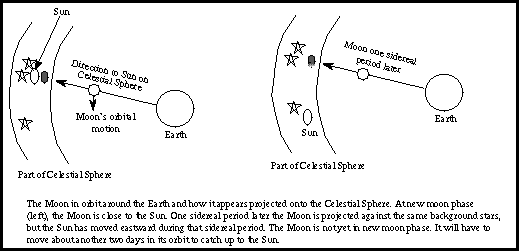 Sun
Direction to Sun on
Celestial Sphere
Moon's orbital
motion
Earth
Part of Celestial Sphere
Moon one sidereal
period later
Earth
Sun
Part of Celestial Sphere
The Moon in orbit around the Earth and how it appears projected onto the Celestial Sphere. At new moon phase
(left), the Moon is close to the Sun. One sidereal period later the Moon is projected against the same background stars,
but the Sun has moved eastward during that sidereal period. The Moon is not yet in new moon phase. It will have to
move about another two days in its orbit to catch up to the Sun.